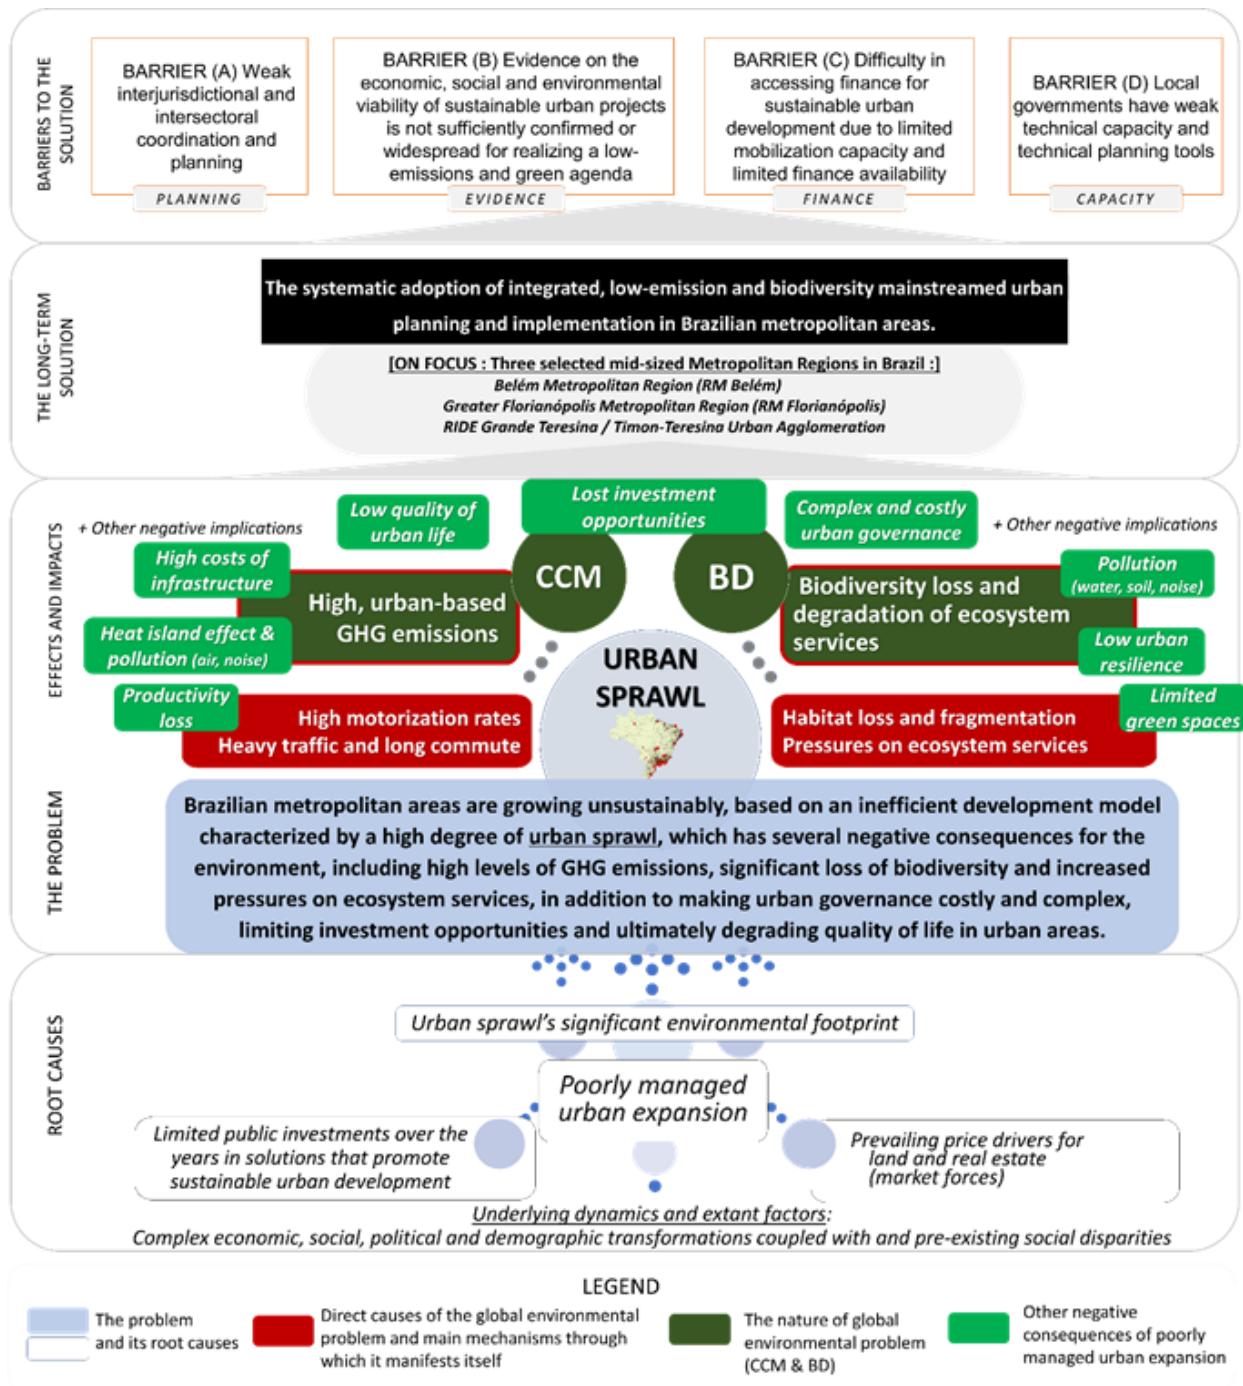 BARRIERS TO THE
SOLUTION
BARRIER (A) Weak
interjurisdictional and
intersectoral
coordination and
planning
PLANNING
BARRIER (B) Evidence on the
economic, social and environmental
viability of sustainable urban projects
is not sufficiently confirmed or
widespread for realizing a low-
emissions and green agenda
EVIDENCE
BARRIER (C) Difficulty in
accessing finance for
sustainable urban
development due to limited
mobilization capacity and
limited finance availability
FINANCE
BARRIER (D) Local
governments have weak
technical capacity and
technical planning tools
CAPACITY
THE LONG-TERM
SOLUTION
The systematic adoption of integrated, low-emission and biodiversity mainstreamed urban
planning and implementation in Brazilian metropolitan areas.
[ON FOCUS : Three selected mid-sized Metropolitan Regions in Brazil :]
Belém Metropolitan Region (RM Belém)
Greater Florianópolis Metropolitan Region (RM Florianópolis)
RIDE Grande Teresina / Timon-Teresina Urban Agglomeration
EFFECTS AND IMPACTS
+ Other negative implications
Low quality of
urban life
Lost investment
opportunities
Complex and costly
urban governance
+ Other negative implications
High costs of
infrastructure
Heat island effect &
pollution (air, noise)
Productivity
loss
High, urban-based
GHG emissions
CCM
BD
Biodiversity loss and
degradation of ecosystem
services
Pollution
(water, soil, noise)
Low urban
resilience
Limited
green spaces
High motorization rates
Heavy traffic and long commute
URBAN
SPRAWL
Habitat loss and fragmentation
Pressures on ecosystem services
THE PROBLEM
Brazilian metropolitan areas are growing unsustainably, based on an inefficient development model
characterized by a high degree of urban sprawl, which has several negative consequences for the
environment, including high levels of GHG emissions, significant loss of biodiversity and increased
pressures on ecosystem services, in addition to making urban governance costly and complex,
limiting investment opportunities and ultimately degrading quality of life in urban areas.
ROOT CAUSES
Urban sprawl's significant environmental footprint
Poorly managed
urban expansion
Limited public investments over the
years in solutions that promote
sustainable urban development
Prevailing price drivers for
land and real estate
(market forces)
Underlying dynamics and extant factors:
Complex economic, social, political and demographic transformations coupled with and pre-existing social disparities
LEGEND
The problem
and its root causes
Direct causes of the global environmental
problem and main mechanisms through
which it manifests itself
The nature of global
environmental problem
(CCM & BD)
Other negative
consequences of poorly
managed urban expansion